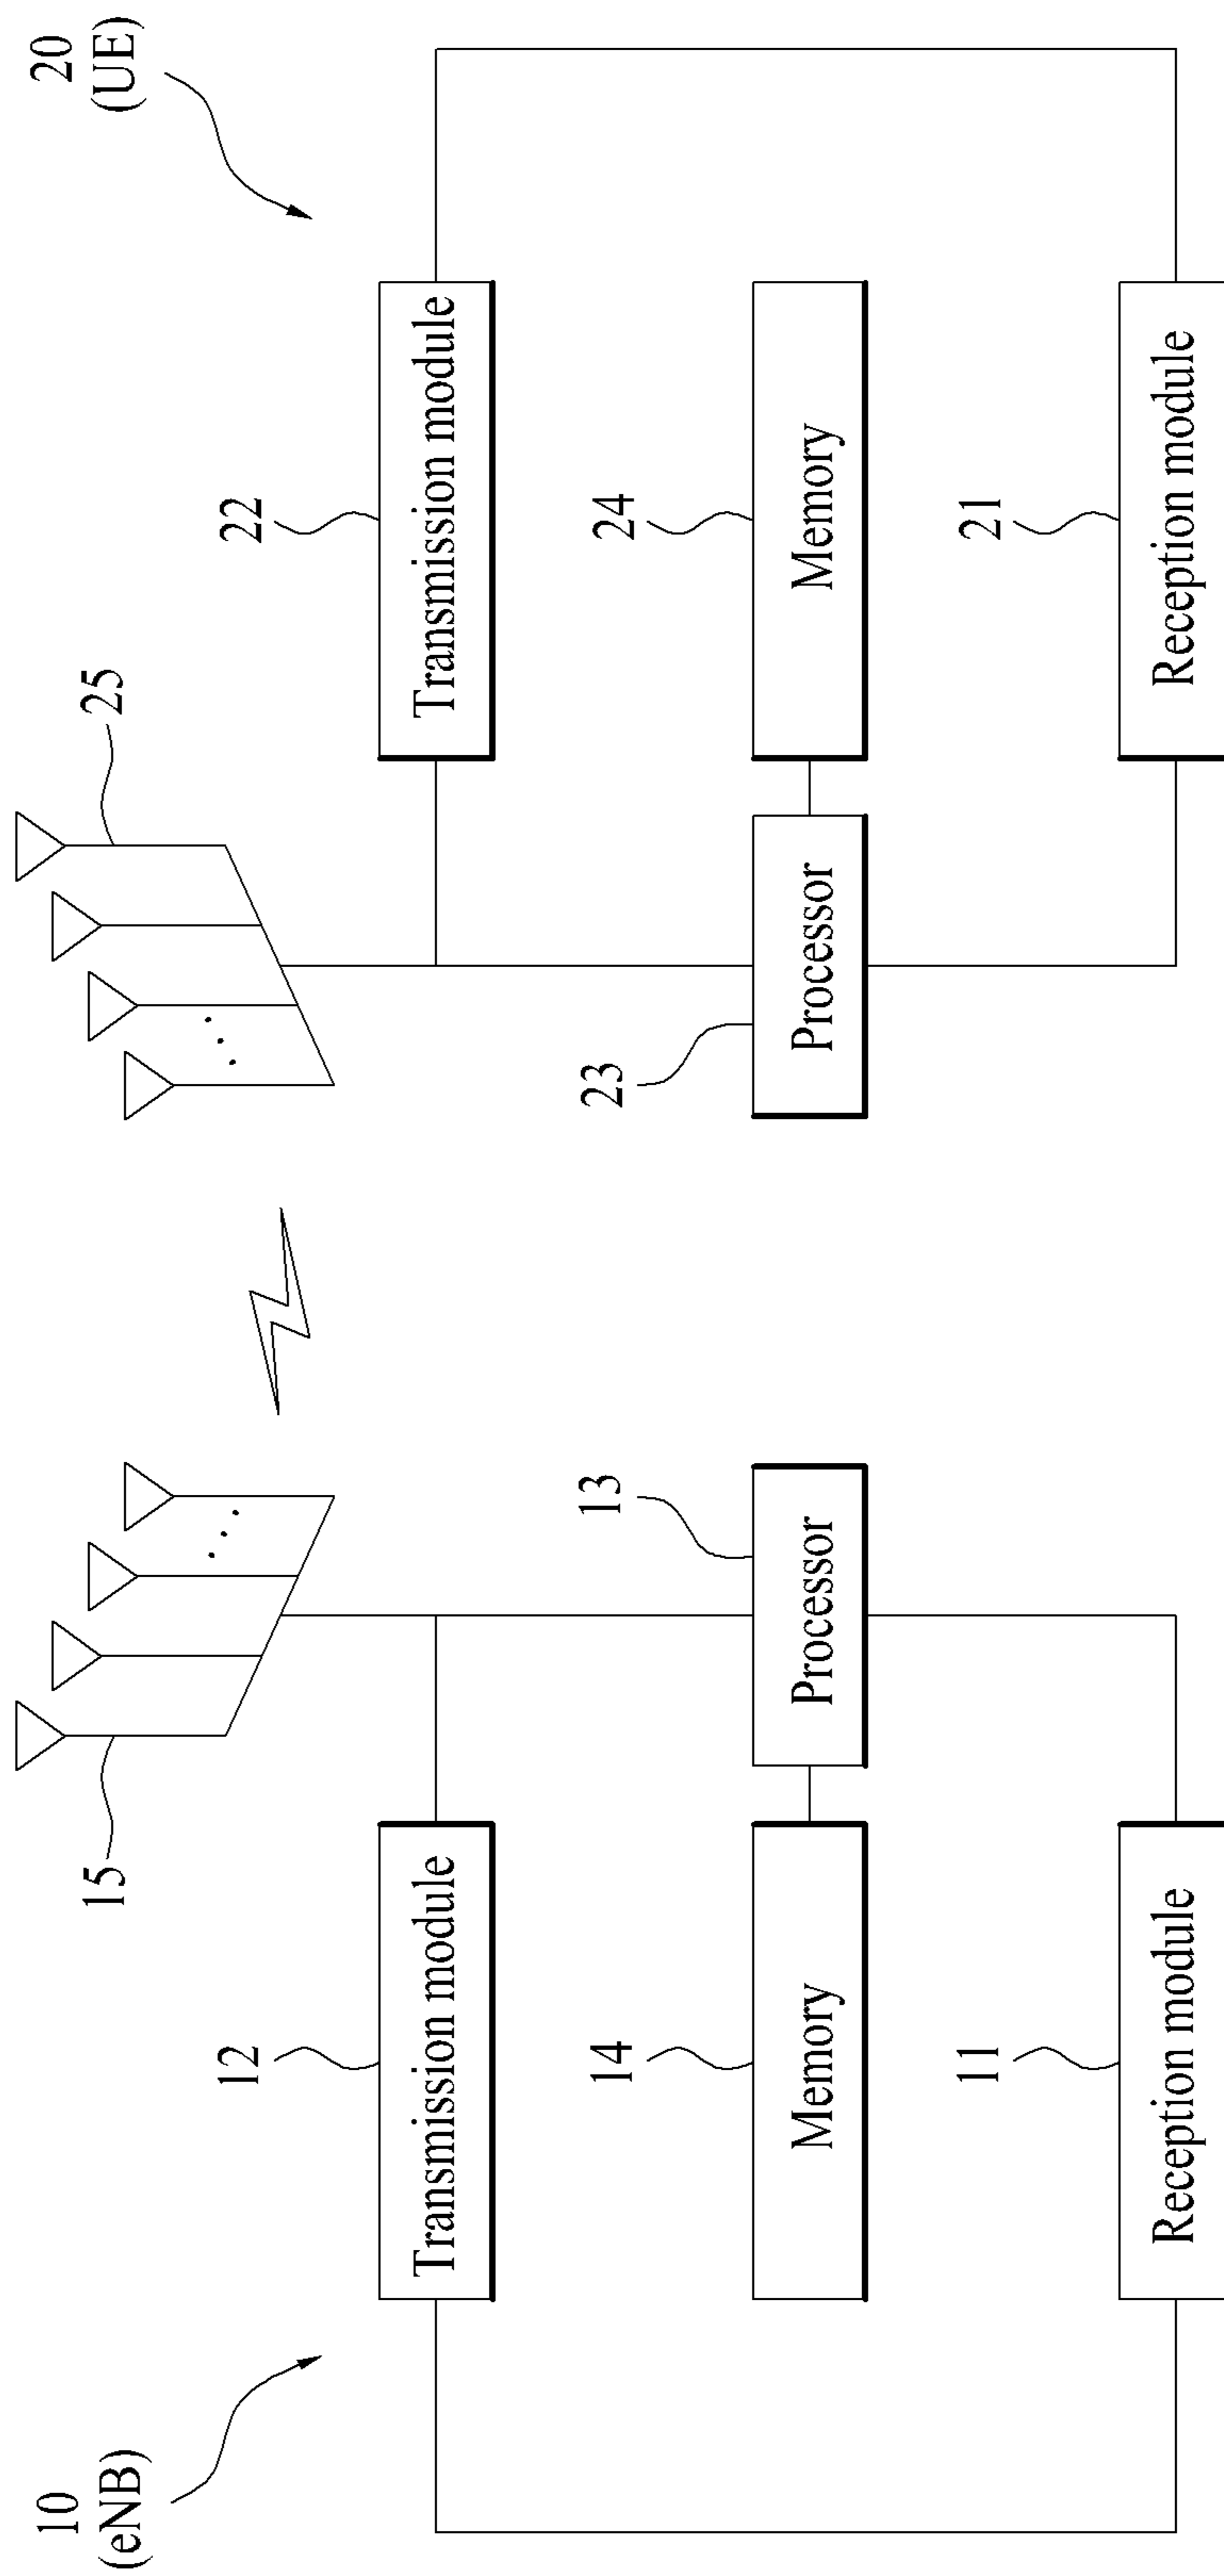 10
(eNB)
20
(UE)
15
25
12
Transmission module
22
Transmission module
13
Processor
23
Processor
14
Memory
24
Memory
11
Reception module
21
Reception module